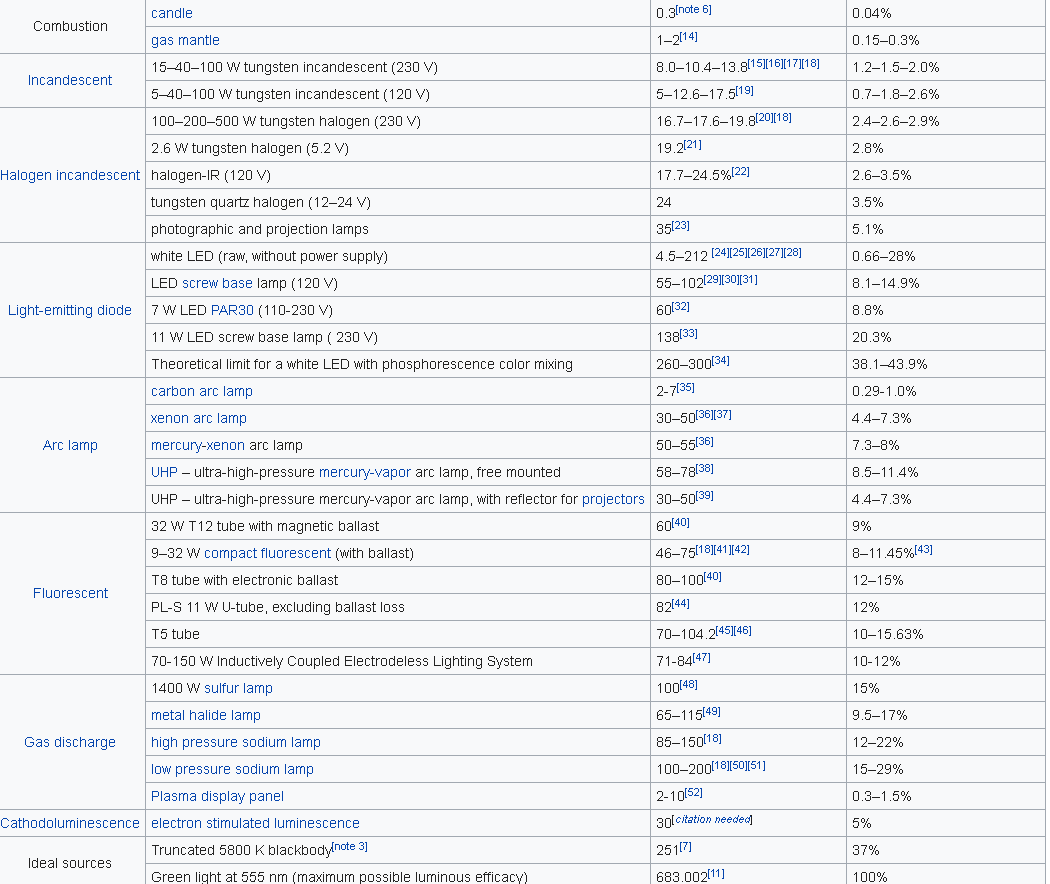 Combustion
candle 0.3[note 6] 0.04%
gas mantle 1–2[14] 0.15–0.3%
Incandescent
15–40–100 W tungsten incandescent (230 V) 8.0–10.4–13.8[15][16][17][18] 1.2–1.5–2.0%
5–40–100 W tungsten incandescent (120 V) 5–12.6–17.5[19] 0.7–1.8–2.6%
Halogen incandescent
100–200–500 W tungsten halogen (230 V) 16.7–17.6–19.8[20][18] 2.4–2.6–2.9%
2.6 W tungsten halogen (5.2 V) 19.2[21] 2.8%
halogen-IR (120 V) 17.7–24.5%[22] 2.6–3.5%
tungsten quartz halogen (12–24 V) 24 3.5%
photographic and projection lamps 35[23] 5.1%
Light-emitting diode
white LED (raw, without power supply) 4.5–212 [24][25][26][27][28] 0.66–28%
LED screw base lamp (120 V) 55–102[29][30][31] 8.1–14.9%
7 W LED PAR30 (110-230 V) 60[32] 8.8%
11 W LED screw base lamp ( 230 V) 138[33] 20.3%
Theoretical limit for a white LED with phosphorescence color mixing 260–300[34] 38.1–43.9%
Arc lamp
carbon arc lamp 2-7[35] 0.29-1.0%
xenon arc lamp 30–50[36][37] 4.4–7.3%
mercury-xenon arc lamp 50–55[36] 7.3–8%
UHP – ultra-high-pressure mercury-vapor arc lamp, free mounted 58–78[38] 8.5–11.4%
UHP – ultra-high-pressure mercury-vapor arc lamp, with reflector for projectors 30–50[39] 4.4–7.3%
Fluorescent
32 W T12 tube with magnetic ballast 60[40] 9%
9–32 W compact fluorescent (with ballast) 46–75[18][41][42] 8–11.45%[43]
T8 tube with electronic ballast 80–100[40] 12–15%
PL-S 11 W U-tube, excluding ballast loss 82[44] 12%
T5 tube 70–104.2[45][46] 10–15.63%
70-150 W Inductively Coupled Electrodeless Lighting System 71-84[47] 10-12%
Gas discharge
1400 W sulfur lamp 100[48] 15%
metal halide lamp 65–115[49] 9.5–17%
high pressure sodium lamp 85–150[18] 12–22%
low pressure sodium lamp 100–200[18][50][51] 15–29%
Plasma display panel 2-10[52] 0.3–1.5%
Cathodoluminescence
electron stimulated luminescence 30[citation needed] 5%
Ideal sources
Truncated 5800 K blackbody[note 3] 251[7] 37%
Green light at 555 nm (maximum possible luminous efficacy) 683.002[11] 100%